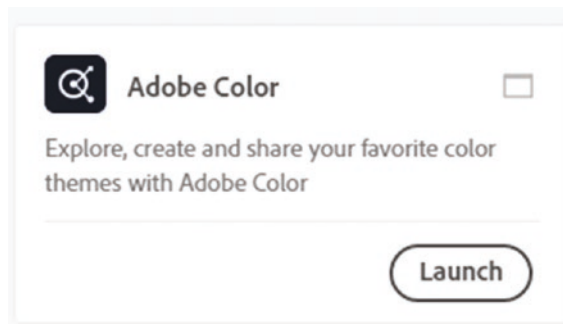 Adobe Color
Explore, create and share your favorite color
themes with Adobe Color
Launch